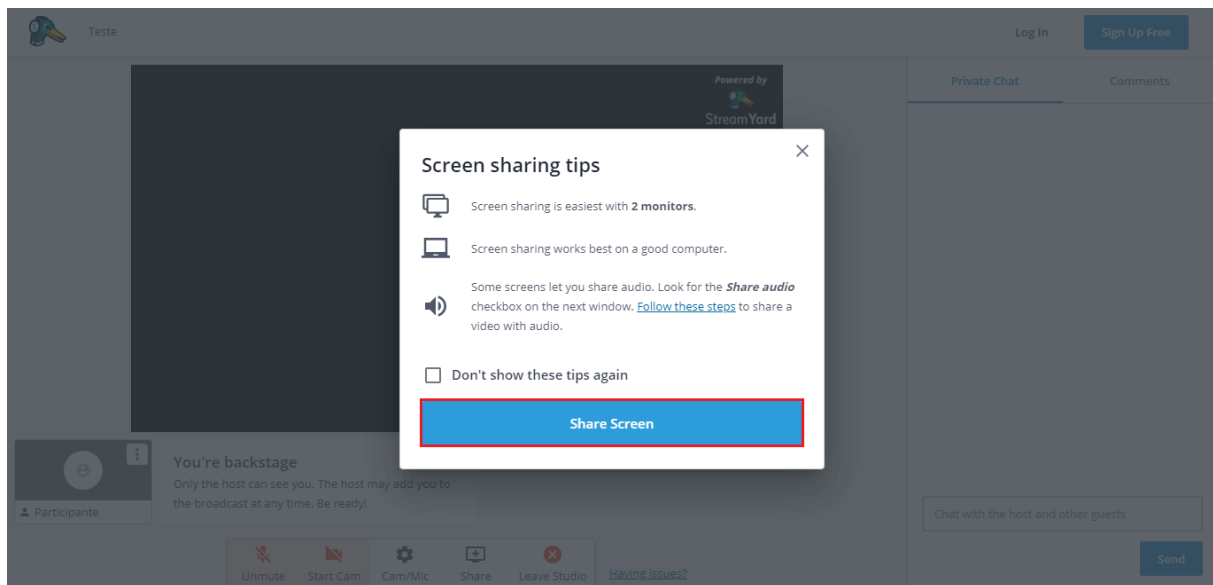 Teste
Log In
Sign Up Free
Powered by
StreamYard
Private Chat
Comments
Screen sharing tips
Screen sharing is easiest with 2 monitors.
Screen sharing works best on a good computer.
Some screens let you share audio. Look for the Share audio
checkbox on the next window. Follow these steps to share a
video with audio.
Don't show these tips again
Share Screen
You're backstage
Only the host can see you. The host may add you to
the broadcast at any time. Be ready!
Participante
Chat with the host and other guests
Send
Unmute
Start Cam
Cam/Mic
Share
Leave Studio
Having issues?